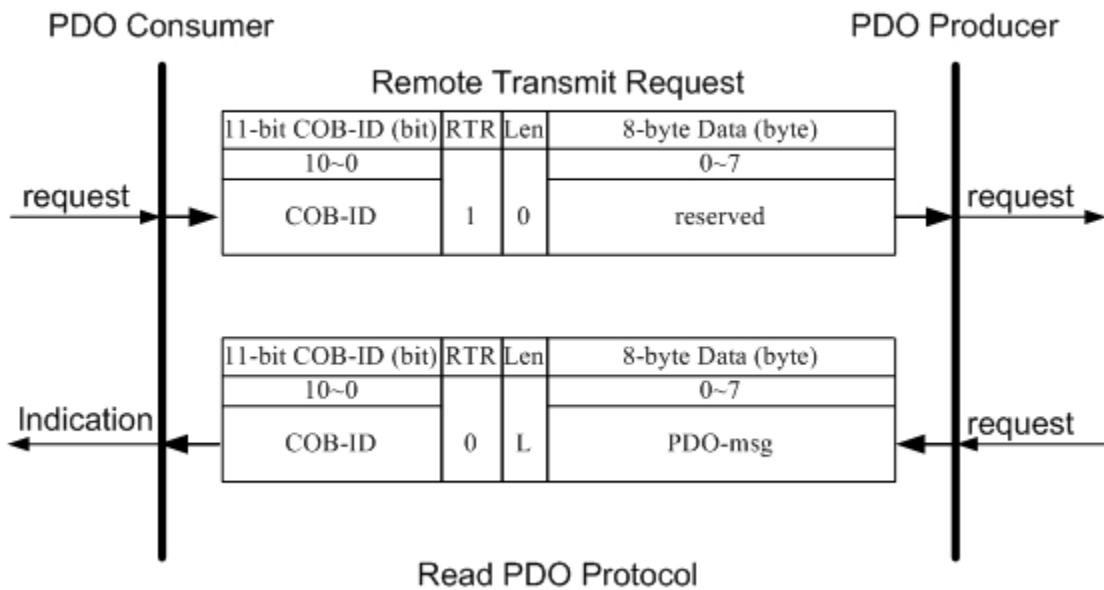 PDO Consumer PDO Producer
Remote Transmit Request
11-bit COB-ID (bit) RTR Len 8-byte Data (byte)
10~0 0~7
request COB-ID 1 0 reserved request
11-bit COB-ID (bit) RTR Len 8-byte Data (byte)
10~0 0~7
Indication COB-ID 0 L PDO-msg request
Read PDO Protocol